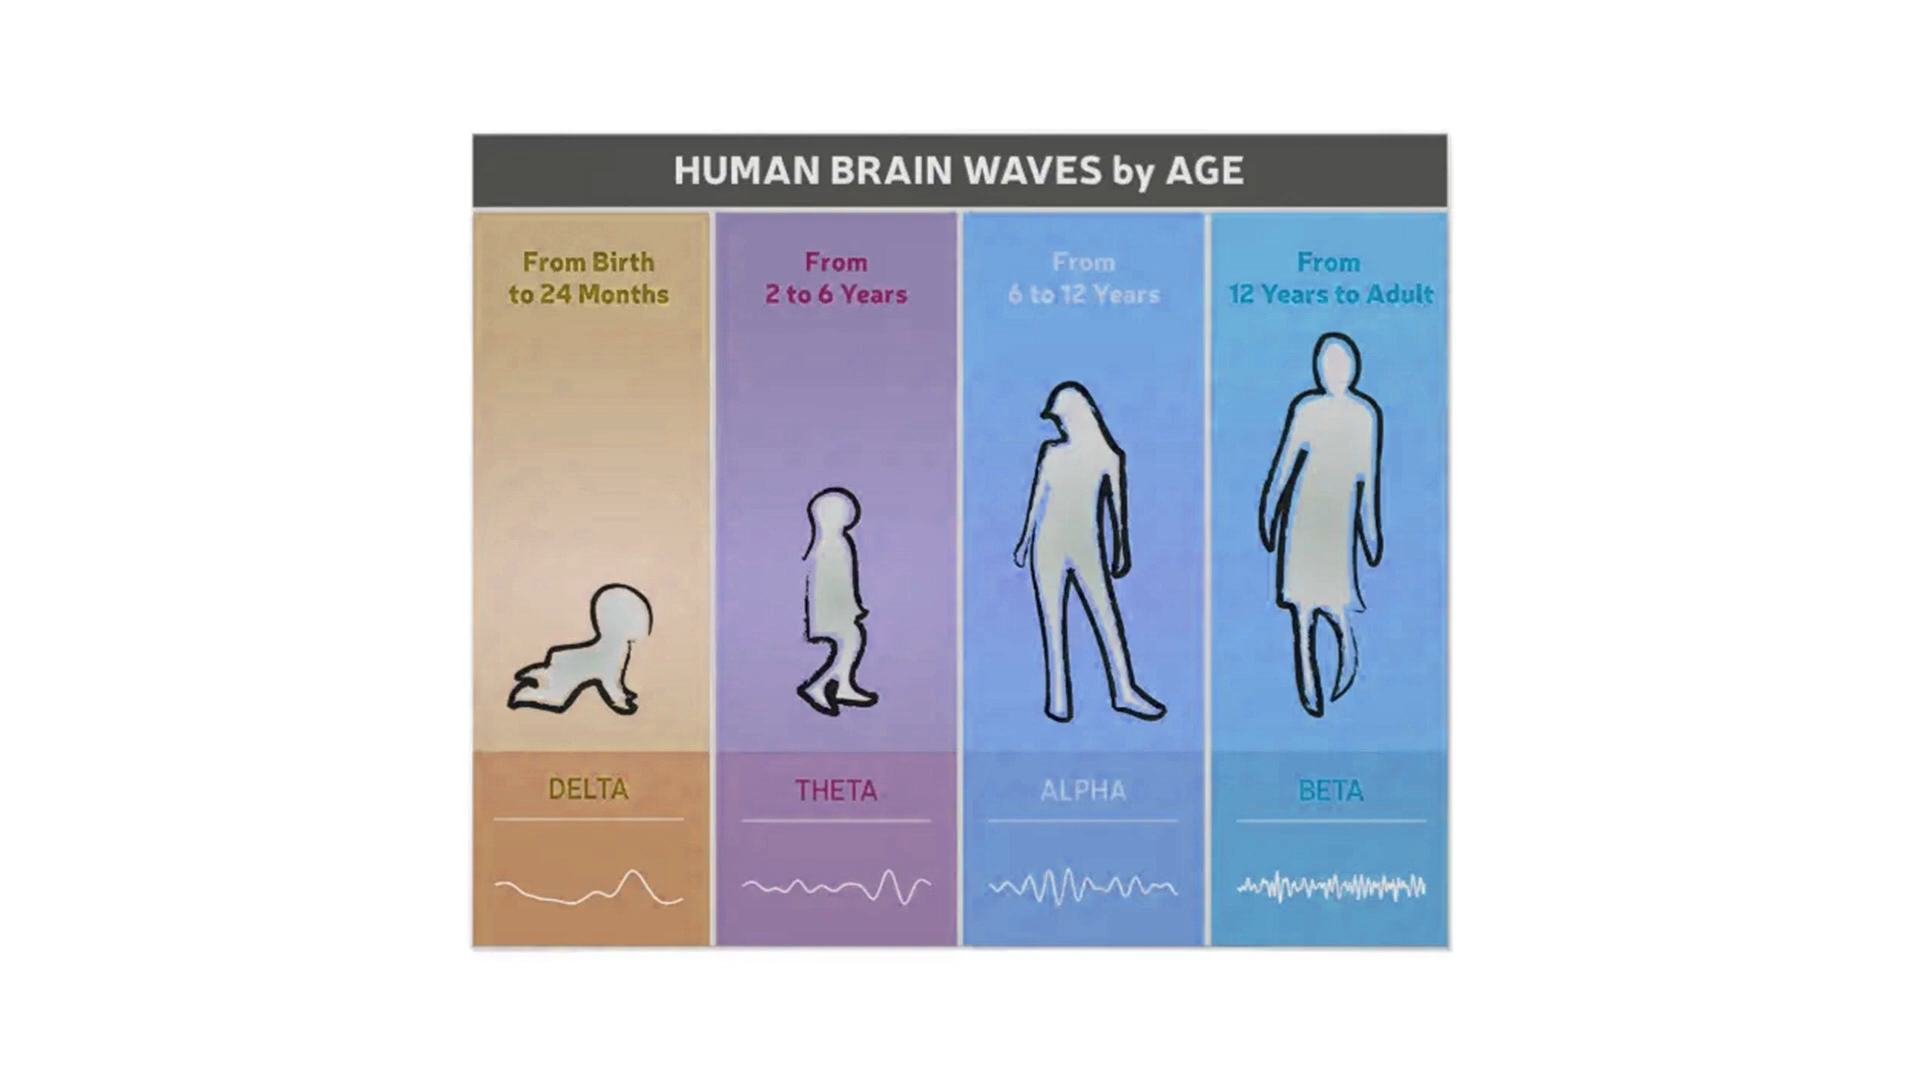 HUMAN BRAIN WAVES by AGE
From Birth
to 24 Months
From
2 to 6 Years
From
6 to 12 Years
From
12 Years to Adult
DELTA
THETA
ALPHA
BETA